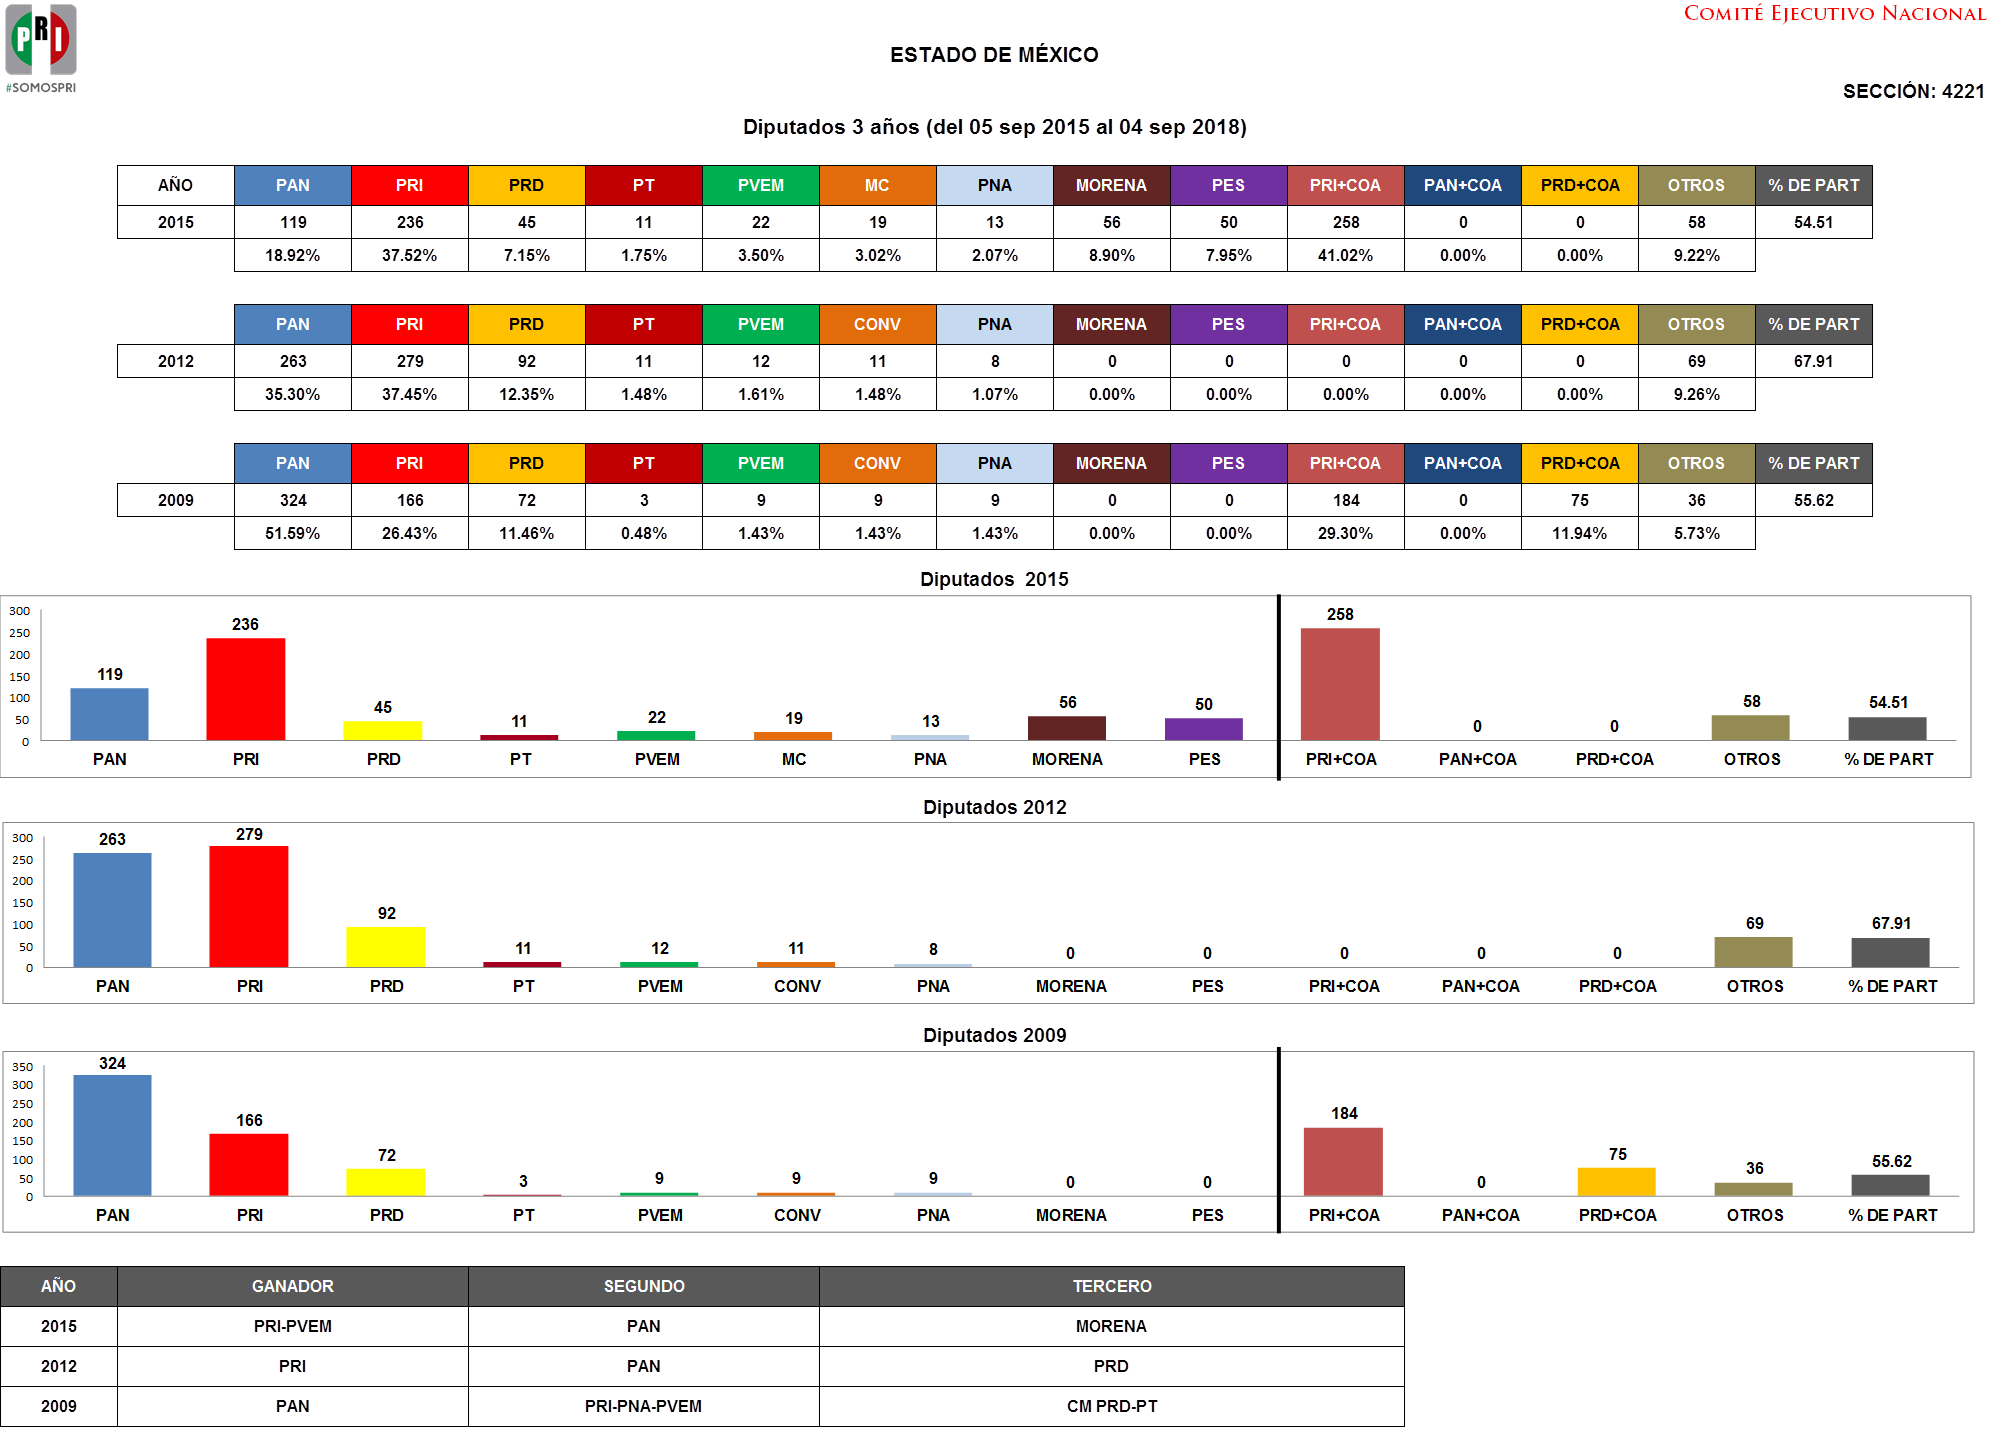 PRI
#SOMOSPRI
COMITÉ EJECUTIVO NACIONAL
ESTADO DE MÉXICO
SECCIÓN: 4221
Diputados 3 años (del 05 sep 2015 al 04 sep 2018)
AÑO PAN PRI PRD PT PVEM MC PNA MORENA PES PRI+COA PAN+COA PRD+COA OTROS % DE PART
2015 119 236 45 11 22 19 13 56 50 258 0 0 58 54.51
18.92% 37.52% 7.15% 1.75% 3.50% 3.02% 2.07% 8.90% 7.95% 41.02% 0.00% 0.00% 9.22%
PAN PRI PRD PT PVEM CONV PNA MORENA PES PRI+COA PAN+COA PRD+COA OTROS % DE PART
2012 263 279 92 11 12 11 8 0 0 0 0 0 69 67.91
35.30% 37.45% 12.35% 1.48% 1.61% 1.48% 1.07% 0.00% 0.00% 0.00% 0.00% 0.00% 9.26%
PAN PRI PRD PT PVEM CONV PNA MORENA PES PRI+COA PAN+COA PRD+COA OTROS % DE PART
2009 324 166 72 3 9 9 9 0 0 184 0 75 36 55.62
51.59% 26.43% 11.46% 0.48% 1.43% 1.43% 1.43% 0.00% 0.00% 29.30% 0.00% 11.94% 5.73%
Diputados 2015
300
250
200
150
100
50
0
119 236 45 11 22 19 13 56 50 258 0 0 58 54.51
PAN PRI PRD PT PVEM MC PNA MORENA PES PRI+COA PAN+COA PRD+COA OTROS % DE PART
Diputados 2012
300
250
200
150
100
50
0
263 279 92 11 12 11 8 0 0 0 0 0 69 67.91
PAN PRI PRD PT PVEM CONV PNA MORENA PES PRI+COA PAN+COA PRD+COA OTROS % DE PART
Diputados 2009
350
300
250
200
150
100
50
0
324 166 72 3 9 9 9 0 0 184 0 75 36 55.62
PAN PRI PRD PT PVEM CONV PNA MORENA PES PRI+COA PAN+COA PRD+COA OTROS % DE PART
AÑO GANADOR SEGUNDO TERCERO
2015 PRI-PVEM PAN MORENA
2012 PRI PAN PRD
2009 PAN PRI-PNA-PVEM CM PRD-PT